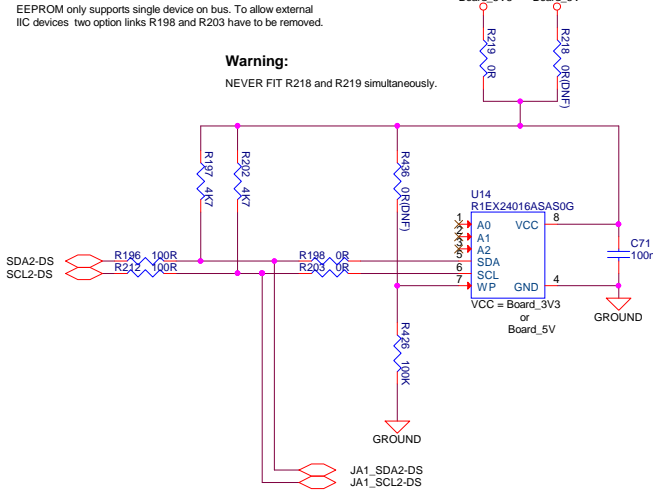 EEPROM only supports single device on bus. To allow external
IIC devices two option links R198 and R203 have to be removed.
Warning:
NEVER FIT R218 and R219 simultaneously.
R219 0R
R218 0R(DNF)
R197 4K7
R202 4K7
R436 0R(DNF)
U14
R1EX24016ASAS0G
1 A0
2 A1
3 A2
5 SDA
6 SCL
7 WP
VCC 8
GND 4
VCC = Board_3V3
or
Board_5V
C71
100n
GROUND
SDA2-DS
SCL2-DS
R196 100R
R212 100R
R198 0R
R203 0R
R426 100K
GROUND
JA1_SDA2-DS
JA1_SCL2-DS